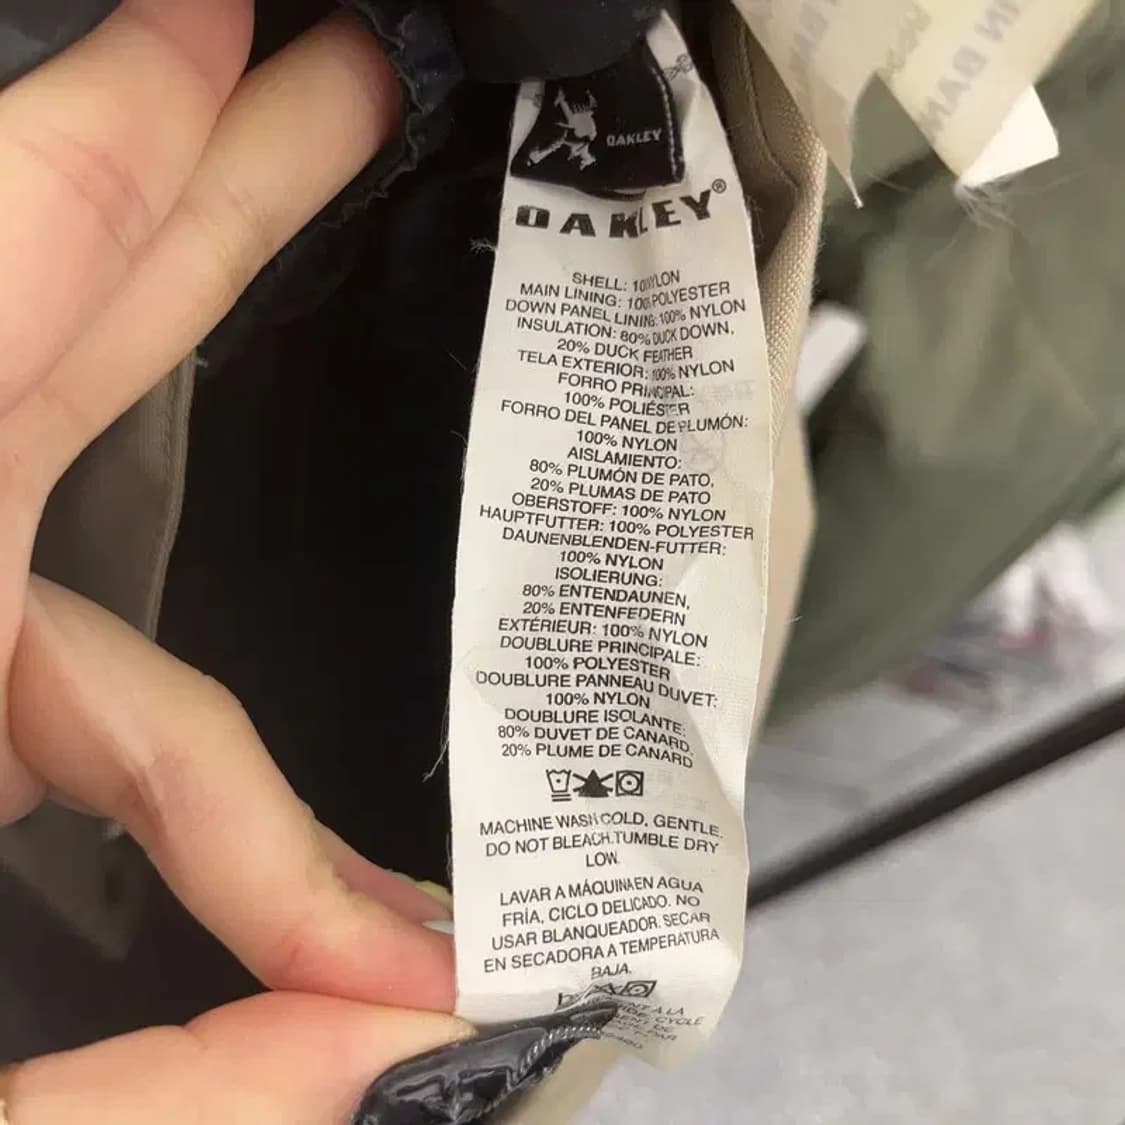 OAKLEY
OAKLEY®
SHELL: 100% NYLON
MAIN LINING: 100% POLYESTER
DOWN PANEL LINING: 100% NYLON
INSULATION: 80% DUCK DOWN,
20% DUCK FEATHER
TELA EXTERIOR: 100% NYLON
FORRO PRINCIPAL:
100% POLIÉSTER
FORRO DEL PANEL DE PLUMÓN:
100% NYLON
AISLAMIENTO:
80% PLUMÓN DE PATO,
20% PLUMAS DE PATO
OBERSTOFF: 100% NYLON
HAUPTFUTTER: 100% POLYESTER
DAUNENBLENDEN-FUTTER:
100% NYLON
ISOLIERUNG:
80% ENTENDAUNEN,
20% ENTENFEDERN
EXTÉRIEUR: 100% NYLON
DOUBLURE PRINCIPALE:
100% POLYESTER
DOUBLURE PANNEAU DUVET:
100% NYLON
DOUBLURE ISOLANTE:
80% DUVET DE CANARD
20% PLUME DE CANARD
MACHINE WASH COLD, GENTLE.
DO NOT BLEACH.TUMBLE DRY
LOW.
LAVAR A MÁQUINA EN AGUA
FRÍA, CICLO DELICADO. NO
USAR BLANQUEADOR. SECAR
EN SECADORA A TEMPERATURA
BAJA.
À LA
CYCLE